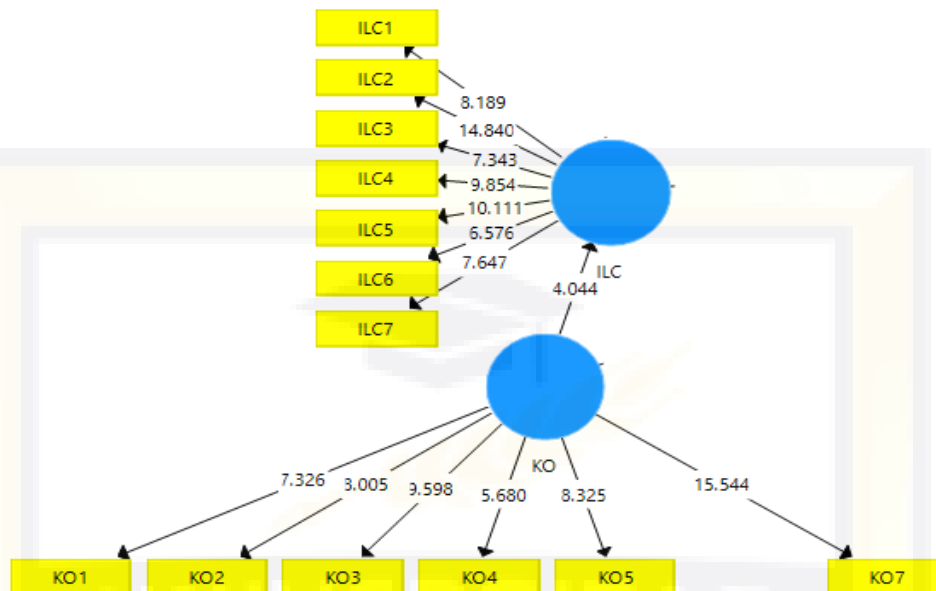 ILC1
ILC2
8.189
ILC3
14.840
7.343
ILC4
9.854
10.111
ILC5
6.576
7.647
ILC6
ILC
4.044
ILC7
KO
7.326 9.598 5.680 8.325 15.544
KO1 KO2 KO3 KO4 KO5 KO7